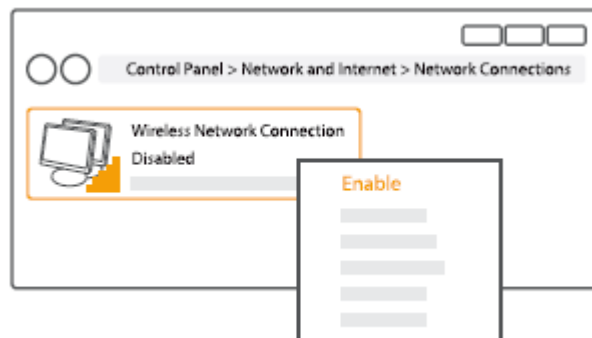 Control Panel > Network and Internet > Network Connections
Wireless Network Connection
Disabled
Enable